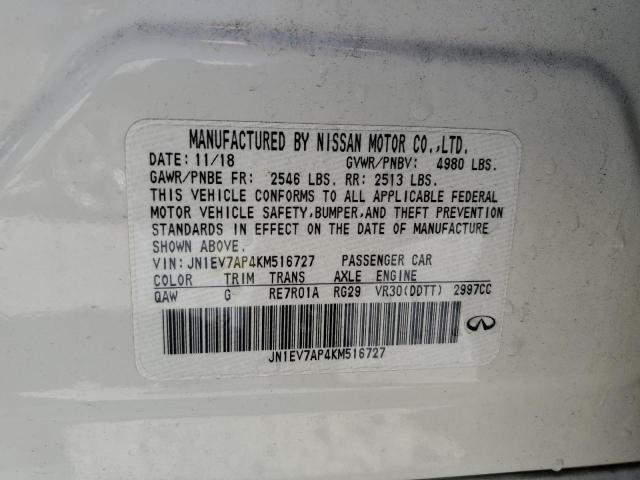 MANUFACTURED BY NISSAN MOTOR CO.,LTD.
DATE: 11/18 GVWR/PNBV: 4980 LBS.
GAWR/PNBE FR: 2546 LBS. RR: 2513 LBS.
THIS VEHICLE CONFORMS TO ALL APPLICABLE FEDERAL
MOTOR VEHICLE SAFETY,BUMPER,AND THEFT PREVENTION
STANDARDS IN EFFECT ON THE DATE OF MANUFACTURE
SHOWN ABOVE.
VIN: JN1EV7AP4KM516727 PASSENGER CAR
COLOR TRIM TRANS AXLE ENGINE
QAW G RE7R01A RG29 VR30(DDTT) 2997CC
JN1EV7AP4KM516727